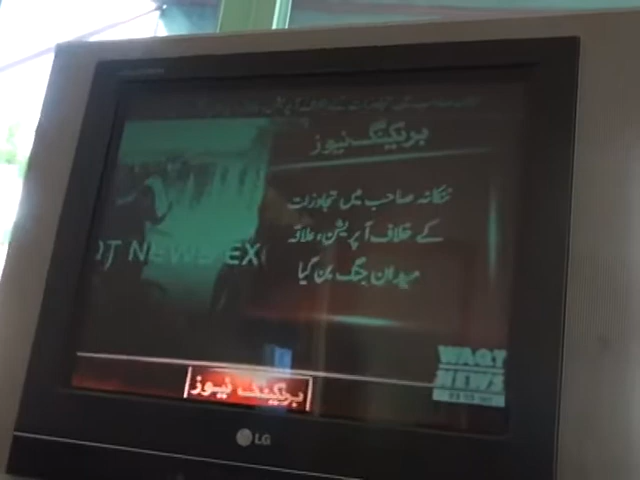 بریکنگ نیوز
ننکانہ صاحب میں تجاوزات
کے خلاف آپریشن، علاقہ
میدان جنگ بن گیا
NEWS EX
WAQT
NEWS
بریکنگ نیوز
LG